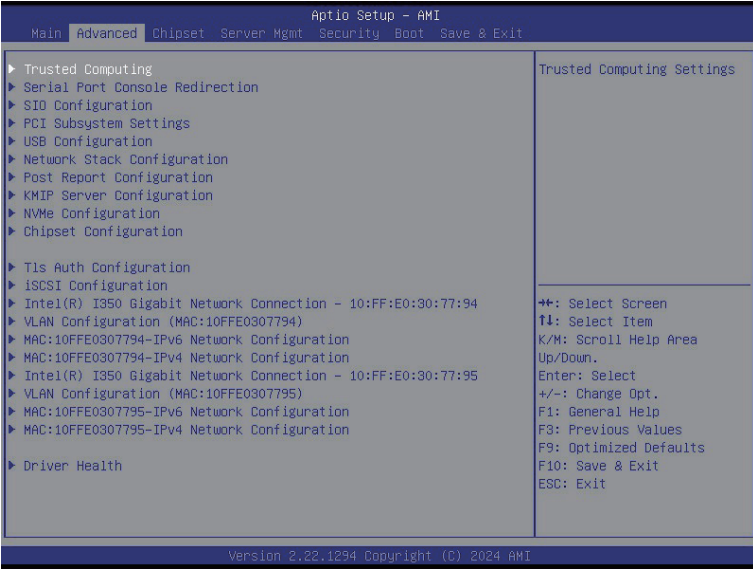 Aptio Setup – AMI
Main Advanced Chipset Server Mgmt Security Boot Save & Exit
Trusted Computing
Serial Port Console Redirection
SIO Configuration
PCI Subsystem Settings
USB Configuration
Network Stack Configuration
Post Report Configuration
KMIP Server Configuration
NVMe Configuration
Chipset Configuration
Tls Auth Configuration
iSCSI Configuration
Intel(R) I350 Gigabit Network Connection – 10:FF:E0:30:77:94
VLAN Configuration (MAC:10FFE0307794)
MAC:10FFE0307794-IPv6 Network Configuration
MAC:10FFE0307794-IPv4 Network Configuration
Intel(R) I350 Gigabit Network Connection – 10:FF:E0:30:77:95
VLAN Configuration (MAC:10FFE0307795)
MAC:10FFE0307795-IPv6 Network Configuration
MAC:10FFE0307795-IPv4 Network Configuration
Driver Health
Trusted Computing Settings
→←: Select Screen
↑↓: Select Item
K/M: Scroll Help Area
Up/Down.
Enter: Select
+/-: Change Opt.
F1: General Help
F3: Previous Values
F9: Optimized Defaults
F10: Save & Exit
ESC: Exit
Version 2.22.1294 Copyright (C) 2024 AMI